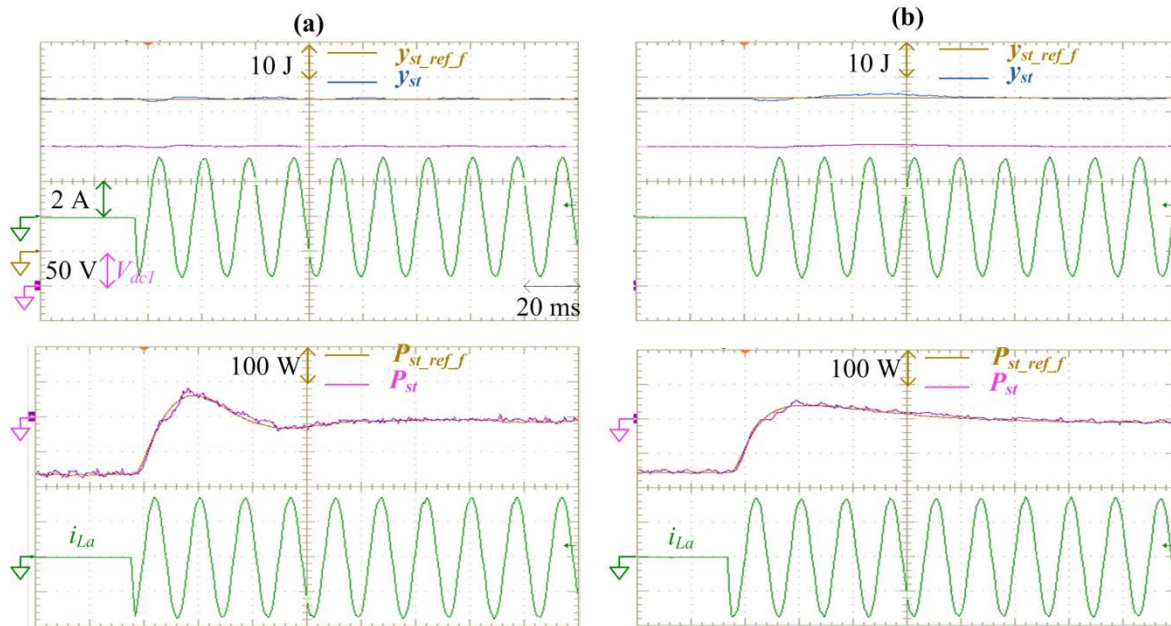 (a)
(b)
10 J
y_st_ref_f
y_st
10 J
y_st_ref_f
y_st
2 A
50 V
V_dc1
20 ms
100 W
P_st_ref_f
P_st
100 W
P_st_ref_f
P_st
i_La
i_La